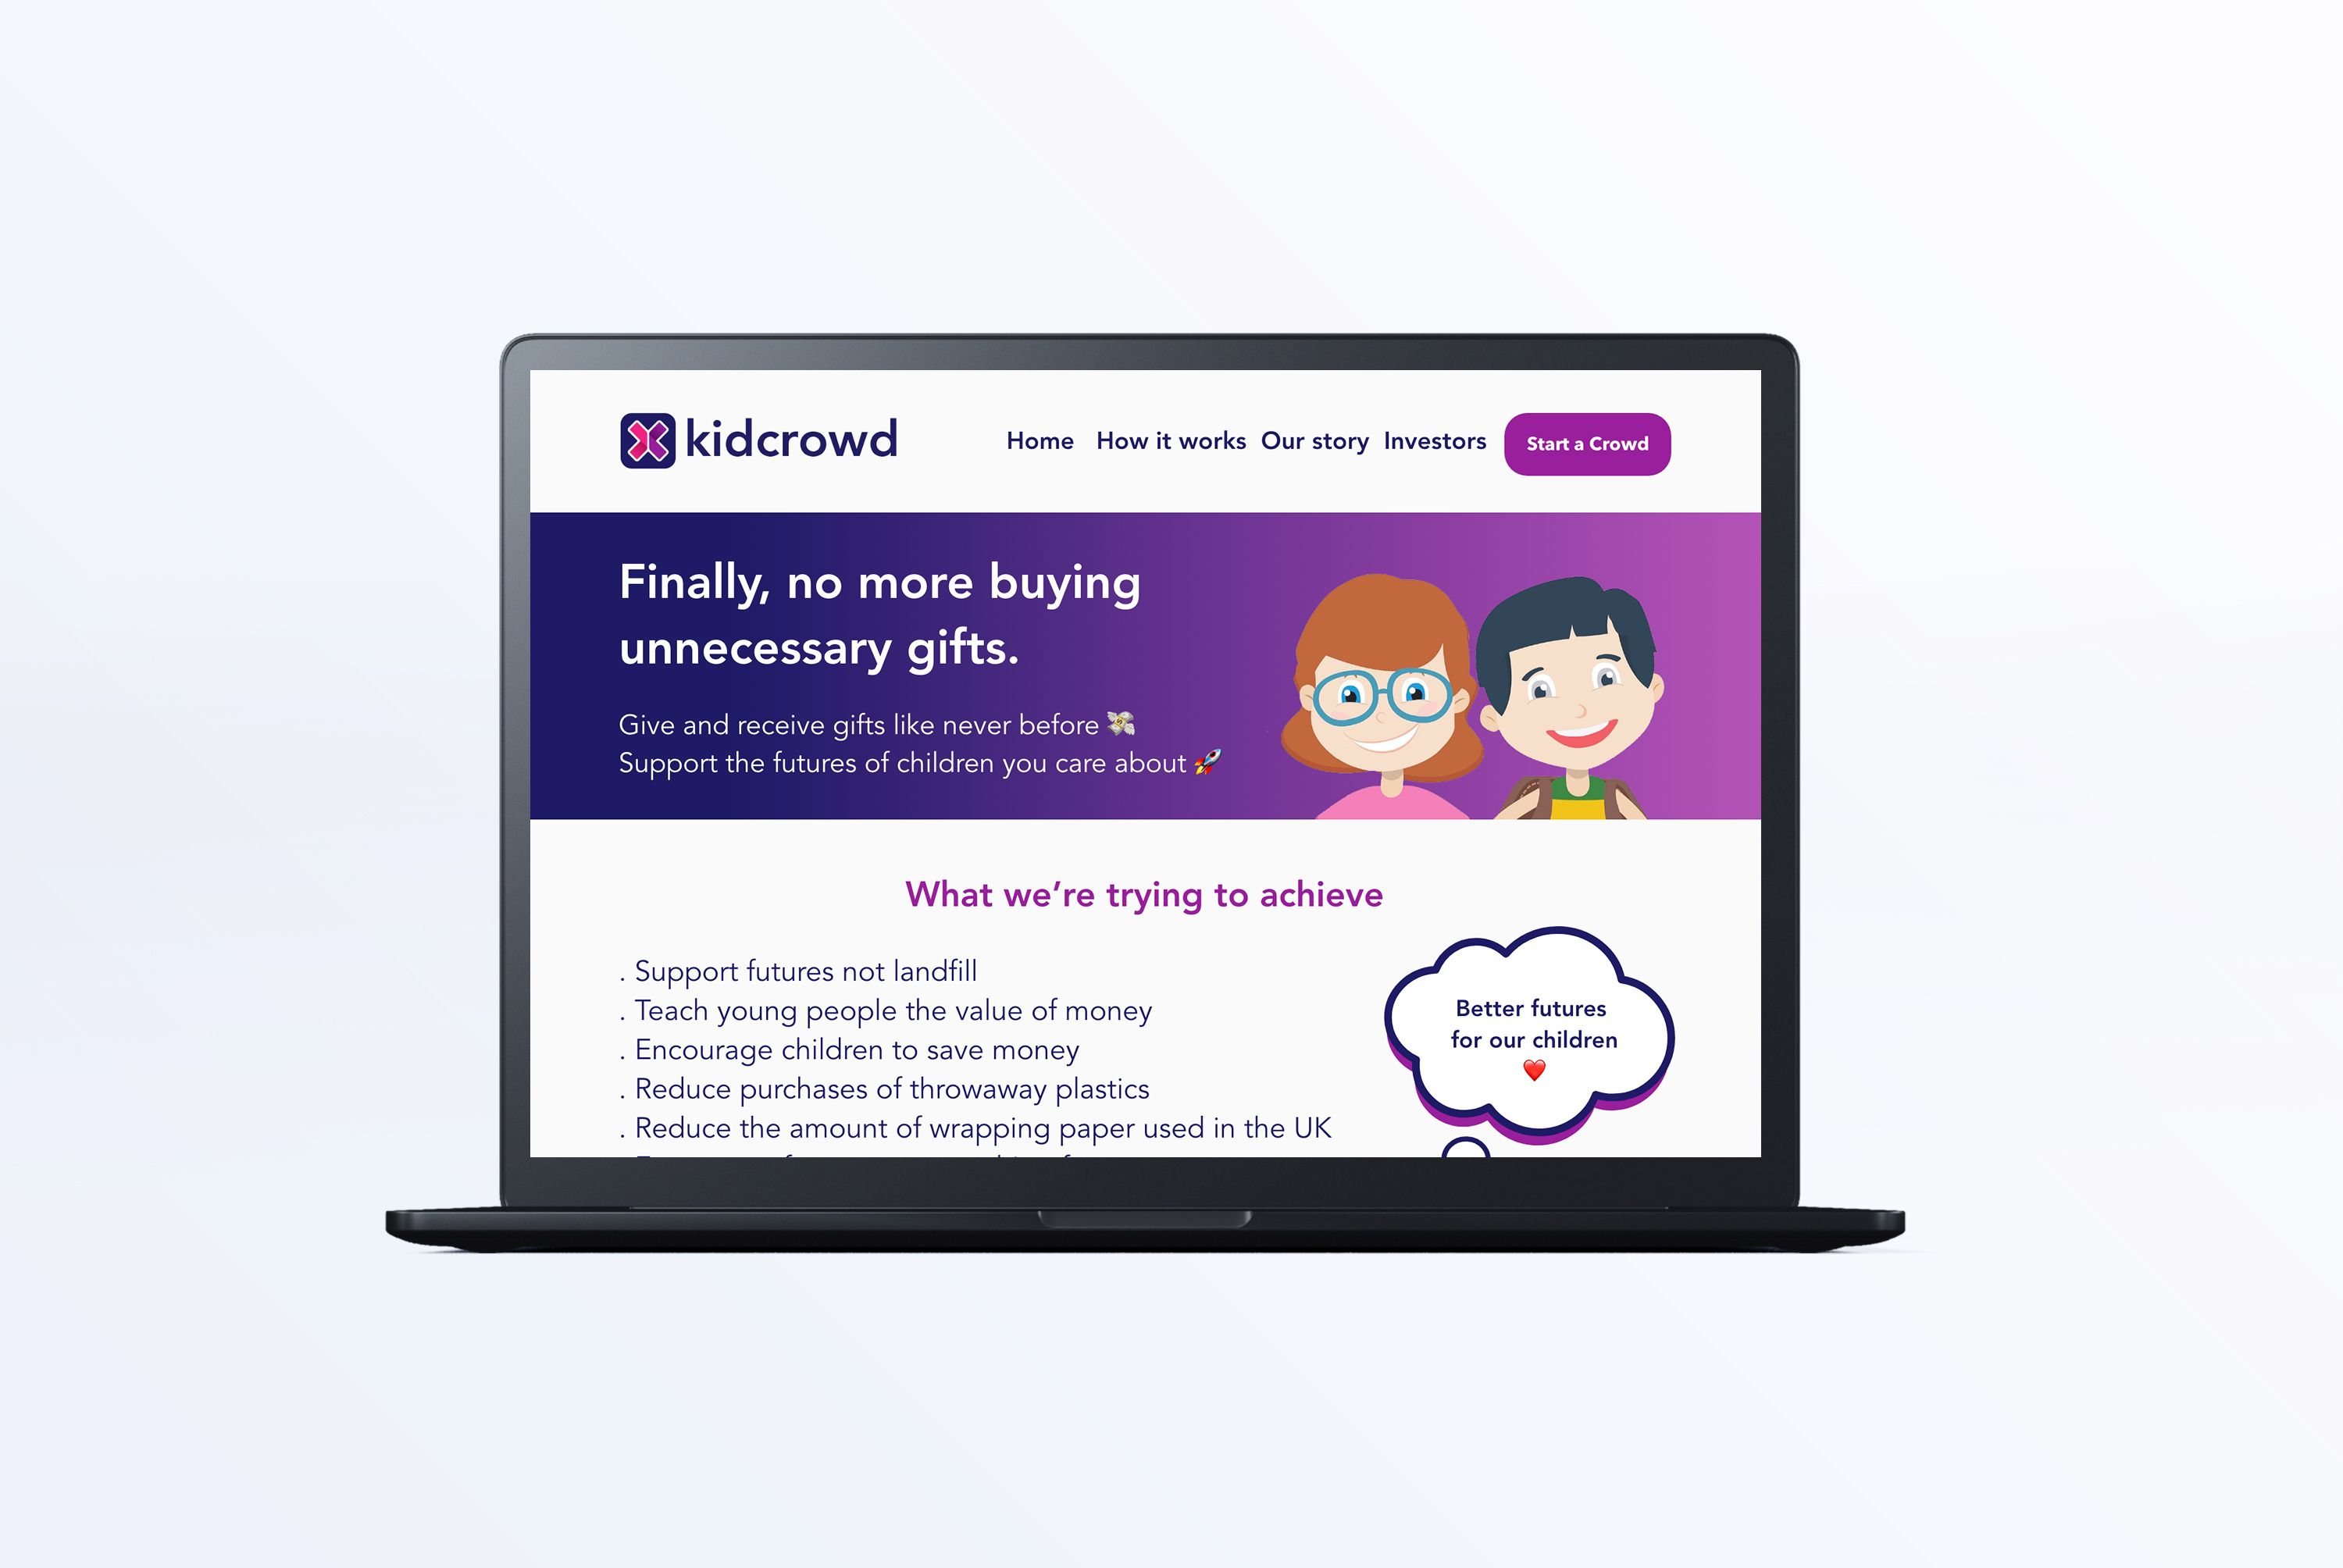 kidcrowd
Home How it works Our story Investors Start a Crowd
Finally, no more buying
unnecessary gifts.
Give and receive gifts like never before 💸
Support the futures of children you care about 🚀
What we’re trying to achieve
. Support futures not landfill
. Teach young people the value of money
. Encourage children to save money
. Reduce purchases of throwaway plastics
. Reduce the amount of wrapping paper used in the UK
Better futures
for our children
❤️